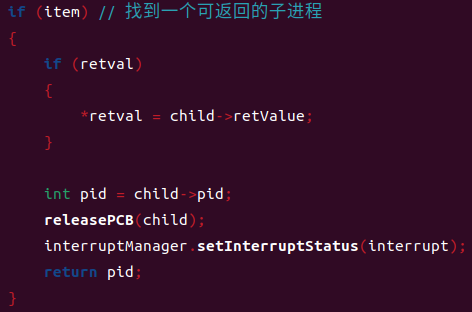 if (item) // 找到一个可返回的子进程
{
    if (retval)
    {
        *retval = child->retValue;
    }

    int pid = child->pid;
    releasePCB(child);
    interruptManager.setInterruptStatus(interrupt);
    return pid;
}